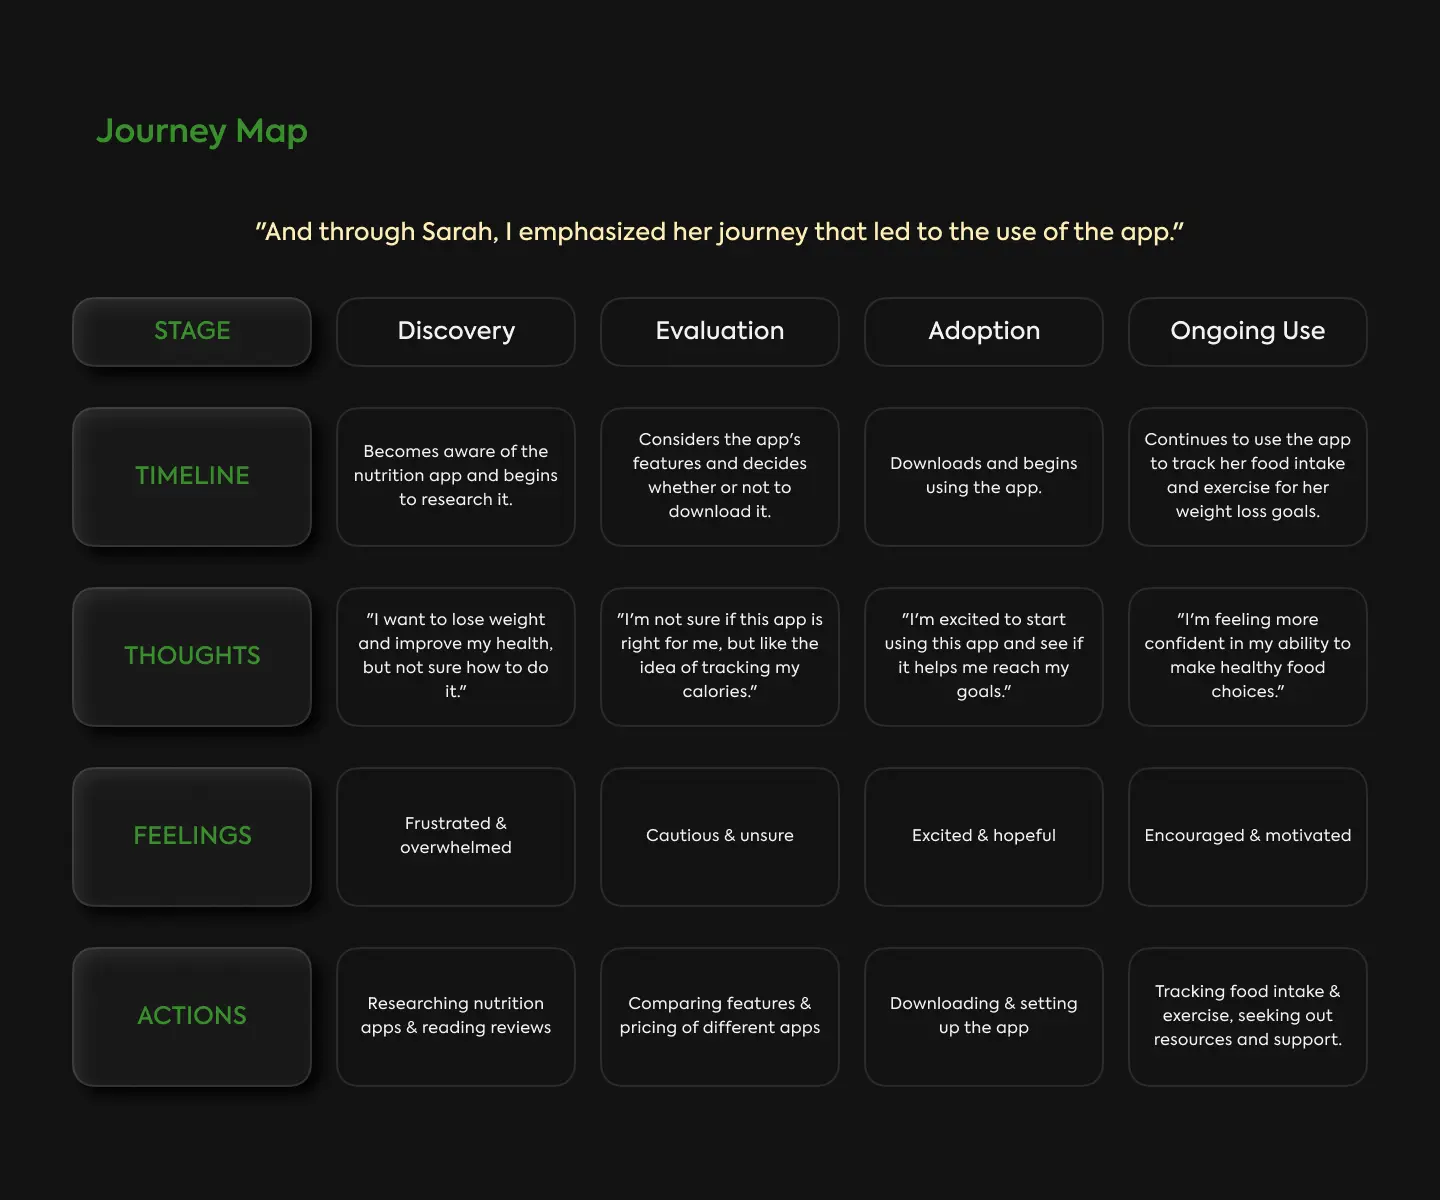 Journey Map
"And through Sarah, I emphasized her journey that led to the use of the app."
STAGE
Discovery
Evaluation
Adoption
Ongoing Use
TIMELINE
Becomes aware of the
nutrition app and begins
to research it.
Considers the app's
features and decides
whether or not to
download it.
Downloads and begins
using the app.
Continues to use the app
to track her food intake
and exercise for her
weight loss goals.
THOUGHTS
"I want to lose weight
and improve my health,
but not sure how to do
it."
"I'm not sure if this app is
right for me, but like the
idea of tracking my
calories."
"I'm excited to start
using this app and see if
it helps me reach my
goals."
"I'm feeling more
confident in my ability to
make healthy food
choices."
FEELINGS
Frustrated &
overwhelmed
Cautious & unsure
Excited & hopeful
Encouraged & motivated
ACTIONS
Researching nutrition
apps & reading reviews
Comparing features &
pricing of different apps
Downloading & setting
up the app
Tracking food intake &
exercise, seeking out
resources and support.